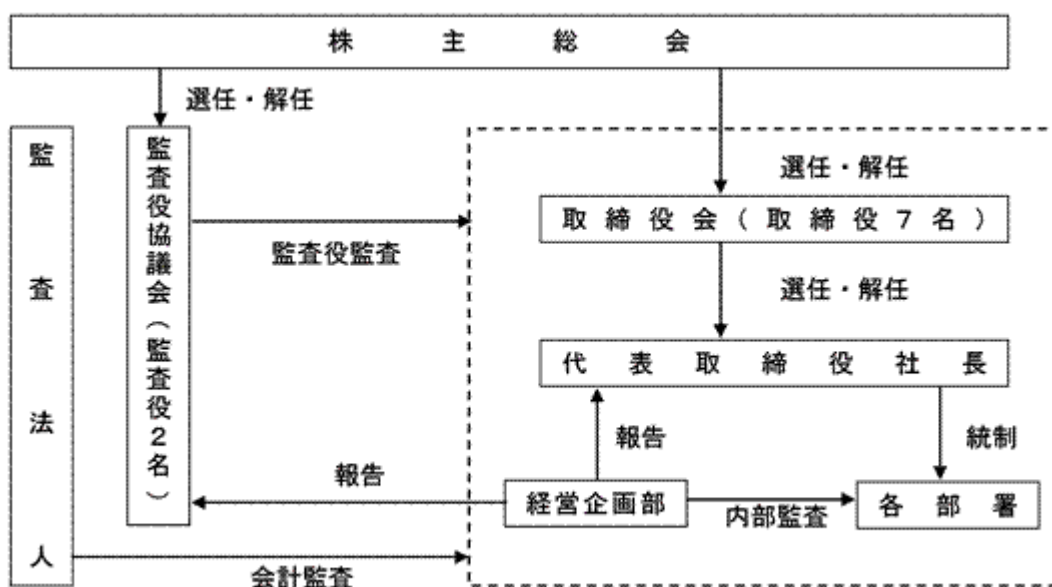 株主総会
選任・解任
監査法人
監査役協議会(監査役2名)
選任・解任
取締役会(取締役7名)
監査役監査
選任・解任
代表取締役社長
報告
統制
報告
経営企画部
内部監査
各部署
会計監査